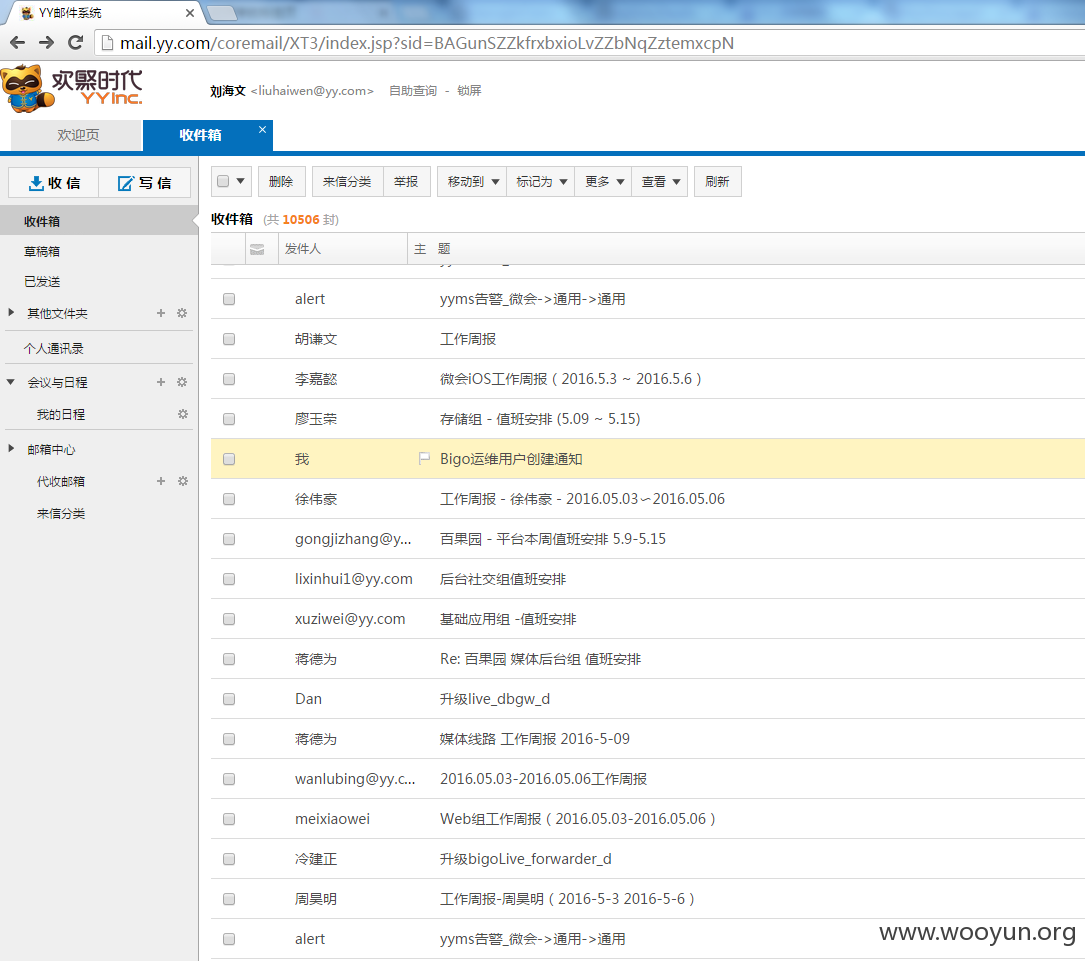 YY邮件系统
mail.yy.com/coremail/XT3/index.jsp?sid=BAGunSZZkfrxbxioLvZZbNqZztemxcpN
欢聚时代
YY Inc.
刘海文 <liuhaiwen@yy.com> 自助查询 - 锁屏
欢迎页 收件箱
收 信 写 信
删除 来信分类 举报 移动到 标记为 更多 查看 刷新
收件箱
草稿箱
已发送
其他文件夹
个人通讯录
会议与日程
我的日程
邮箱中心
代收邮箱
来信分类
收件箱 (共 10506 封)
发件人 主 题
alert yyms告警_微会->通用->通用
胡谦文 工作周报
李嘉懿 微会iOS工作周报 ( 2016.5.3 ~ 2016.5.6 )
廖玉荣 存储组 - 值班安排 (5.09 ~ 5.15)
我 Bigo运维用户创建通知
徐伟豪 工作周报 - 徐伟豪 - 2016.05.03~2016.05.06
gongjizhang@y... 百果园 - 平台本周值班安排 5.9-5.15
lixinhui1@yy.com 后台社交组值班安排
xuziwei@yy.com 基础应用组 -值班安排
蒋德为 Re: 百果园 媒体后台组 值班安排
Dan 升级live_dbgw_d
蒋德为 媒体线路 工作周报 2016-5-09
wanlubing@yy.c... 2016.05.03-2016.05.06工作周报
meixiaowei Web组工作周报 ( 2016.05.03-2016.05.06 )
冷建正 升级bigoLive_forwarder_d
周昊明 工作周报-周昊明 ( 2016-5-3 2016-5-6 )
alert yyms告警_微会->通用->通用
www.wooyun.org